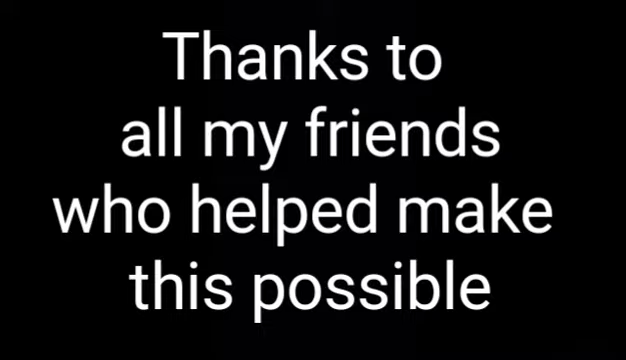 Thanks to
all my friends
who helped make
this possible